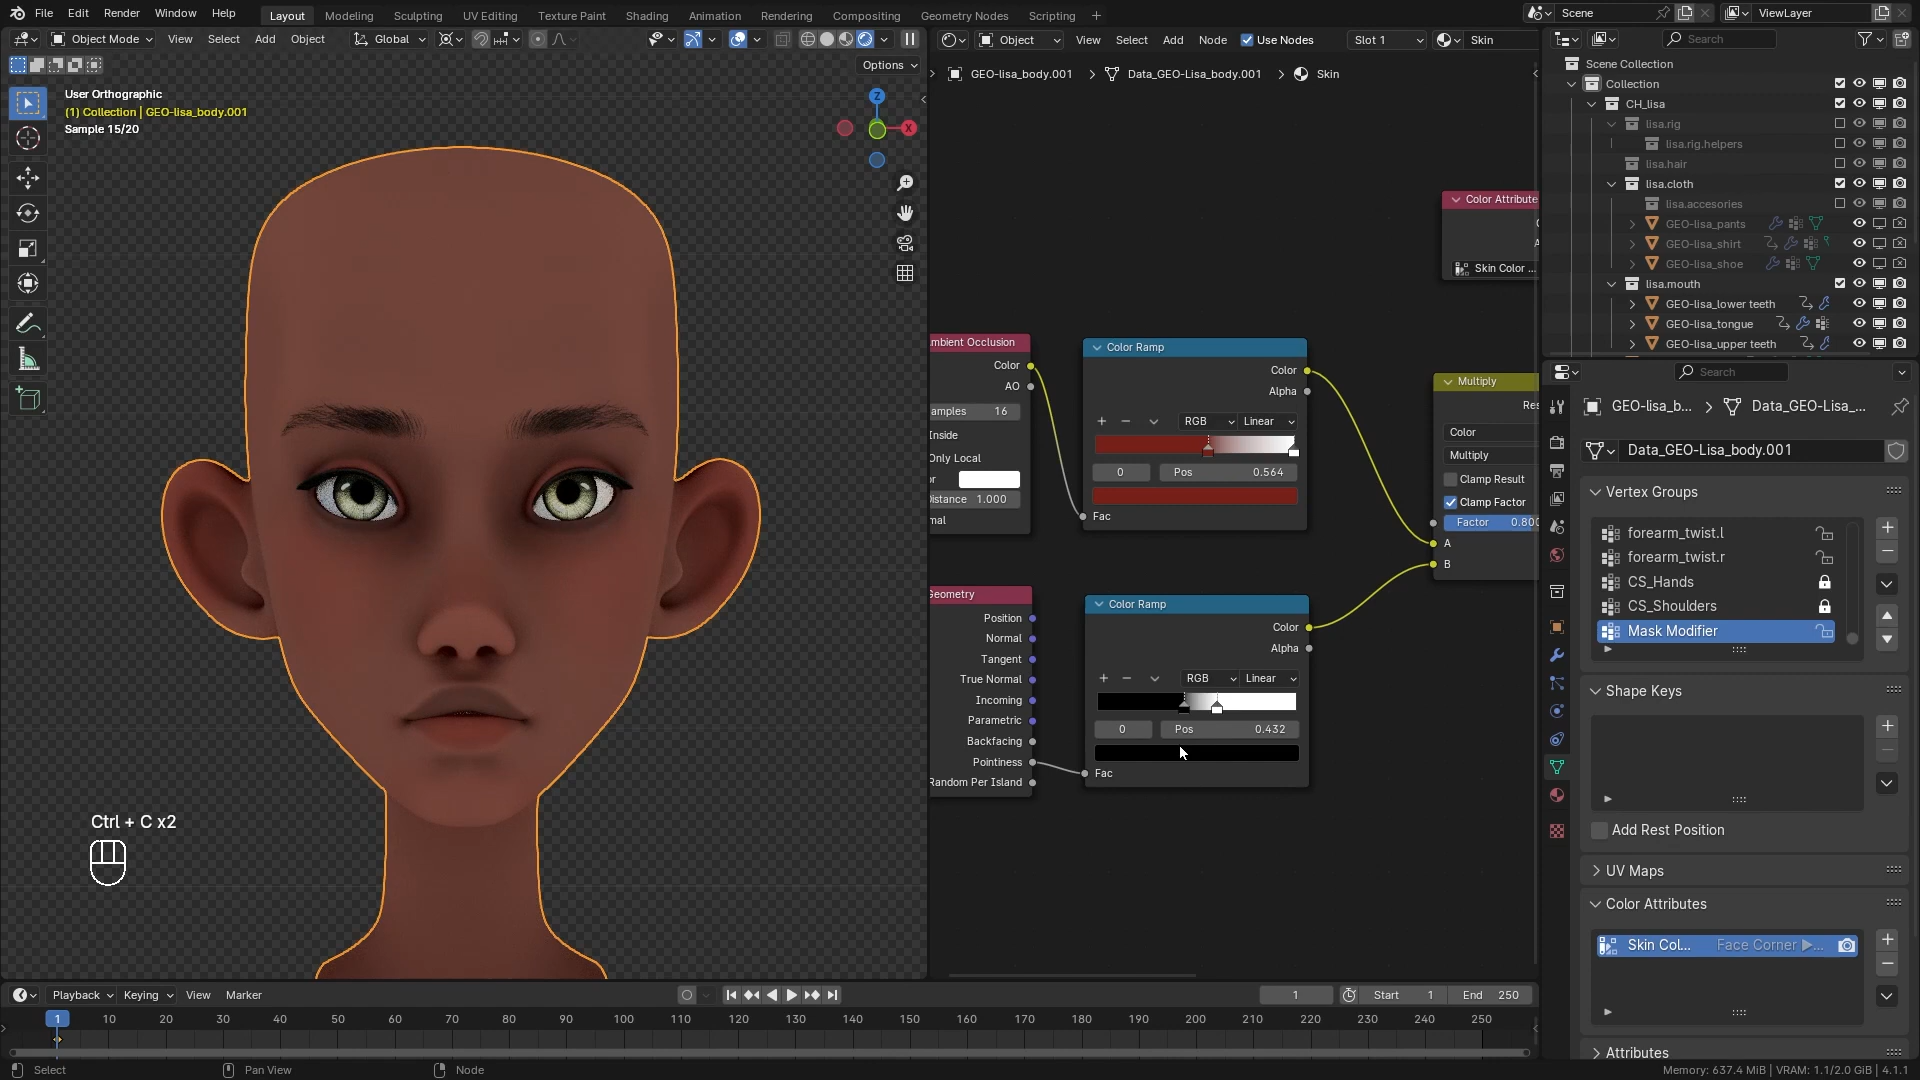 File Edit Render Window Help
Layout Modeling Sculpting UV Editing Texture Paint Shading Animation Rendering Compositing Geometry Nodes Scripting +
Scene
ViewLayer
Object Mode View Select Add Object Global
Options
User Orthographic
(1) Collection | GEO-lisa_body.001
Sample 15/20
Z
X
Ctrl + C x2
Object View Select Add Node Use Nodes Slot 1 Skin
GEO-lisa_body.001 > Data_GEO-Lisa_body.001 > Skin
Color Attribute
Skin Color ...
mbient Occlusion
Color
AO
amples 16
Inside
Only Local
or
Distance 1.000
mal
Color Ramp
Color
Alpha
+ − RGB Linear
0 Pos 0.564
Fac
Multiply
Res
Color
Multiply
Clamp Result
Clamp Factor
Factor 0.800
A
B
Geometry
Position
Normal
Tangent
True Normal
Incoming
Parametric
Backfacing
Pointiness
Random Per Island
Color Ramp
Color
Alpha
+ − RGB Linear
0 Pos 0.432
Fac
Search
Scene Collection
Collection
CH_lisa
lisa.rig
lisa.rig.helpers
lisa.hair
lisa.cloth
lisa.accesories
GEO-lisa_pants
GEO-lisa_shirt
GEO-lisa_shoe
lisa.mouth
GEO-lisa_lower teeth
GEO-lisa_tongue
GEO-lisa_upper teeth
Search
GEO-lisa_b... > Data_GEO-Lisa_...
Data_GEO-Lisa_body.001
Vertex Groups
forearm_twist.l
forearm_twist.r
CS_Hands
CS_Shoulders
Mask Modifier
Shape Keys
Add Rest Position
UV Maps
Color Attributes
Skin Col... Face Corner ▶...
Attributes
Playback Keying View Marker
1 Start 1 End 250
1 10 20 30 40 50 60 70 80 90 100 110 120 130 140 150 160 170 180 190 200 210 220 230 240 250
Select Pan View Node
Memory: 637.4 MiB | VRAM: 1.1/2.0 GiB | 4.1.1